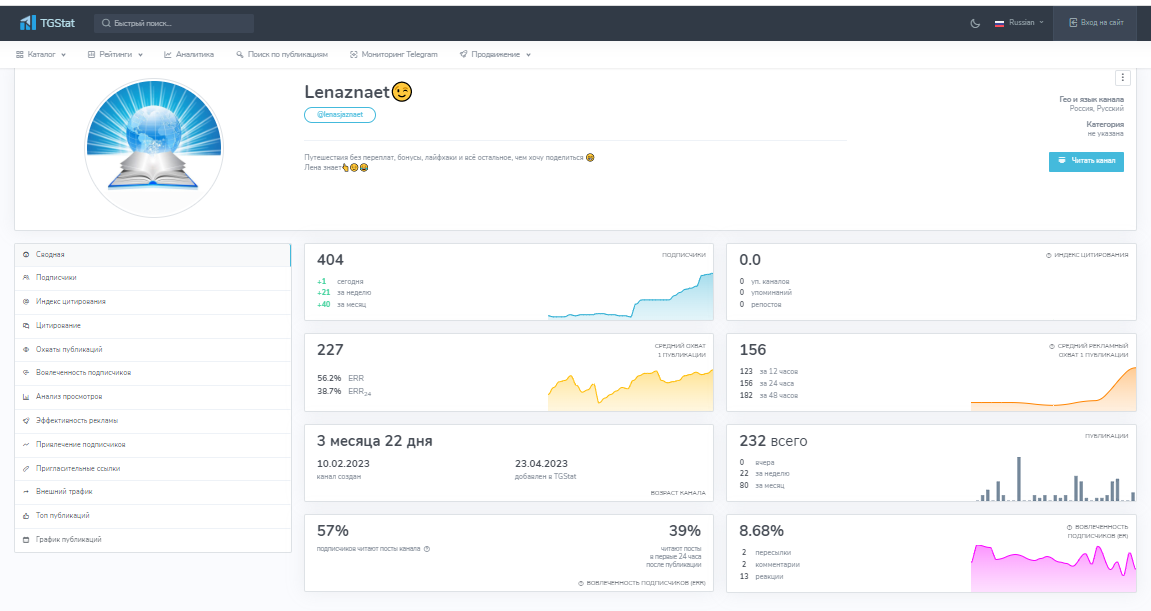 TGStat
Быстрый поиск...
Russian
Вход на сайт
Каталог
Рейтинги
Аналитика
Поиск по публикациям
Мониторинг Telegram
Продвижение
Lenaznaet😉
@lenasjaznaet
Путешествия без переплат, бонусы, лайфхаки и всё остальное, чем хочу поделиться
Лена знает
Гео и язык канала
Россия, Русский
Категория
не указана
Читать канал
Сводная
Подписчики
Индекс цитирования
Цитирование
Охваты публикаций
Вовлеченность подписчиков
Анализ просмотров
Эффективность рекламы
Привлечение подписчиков
Пригласительные ссылки
Внешний трафик
Топ публикаций
График публикаций
404
ПОДПИСЧИКИ
+1 сегодня
+21 за неделю
+40 за месяц
0.0
ИНДЕКС ЦИТИРОВАНИЯ
0 уп. каналов
0 упоминаний
0 репостов
227
СРЕДНИЙ ОХВАТ
1 ПУБЛИКАЦИИ
56.2% ERR
38.7% ERR24
156
СРЕДНИЙ РЕКЛАМНЫЙ
ОХВАТ 1 ПУБЛИКАЦИИ
123 за 12 часов
156 за 24 часа
182 за 48 часов
3 месяца 22 дня
10.02.2023
канал создан
23.04.2023
добавлен в TGStat
ВОЗРАСТ КАНАЛА
232 всего
ПУБЛИКАЦИИ
0 вчера
22 за неделю
80 за месяц
57%
подписчиков читают посты канала
39%
читают посты
в первые 24 часа
после публикации
ВОВЛЕЧЕННОСТЬ ПОДПИСЧИКОВ (ERR)
8.68%
ВОВЛЕЧЕННОСТЬ
ПОДПИСЧИКОВ (ER)
2 пересылки
2 комментарии
13 реакции